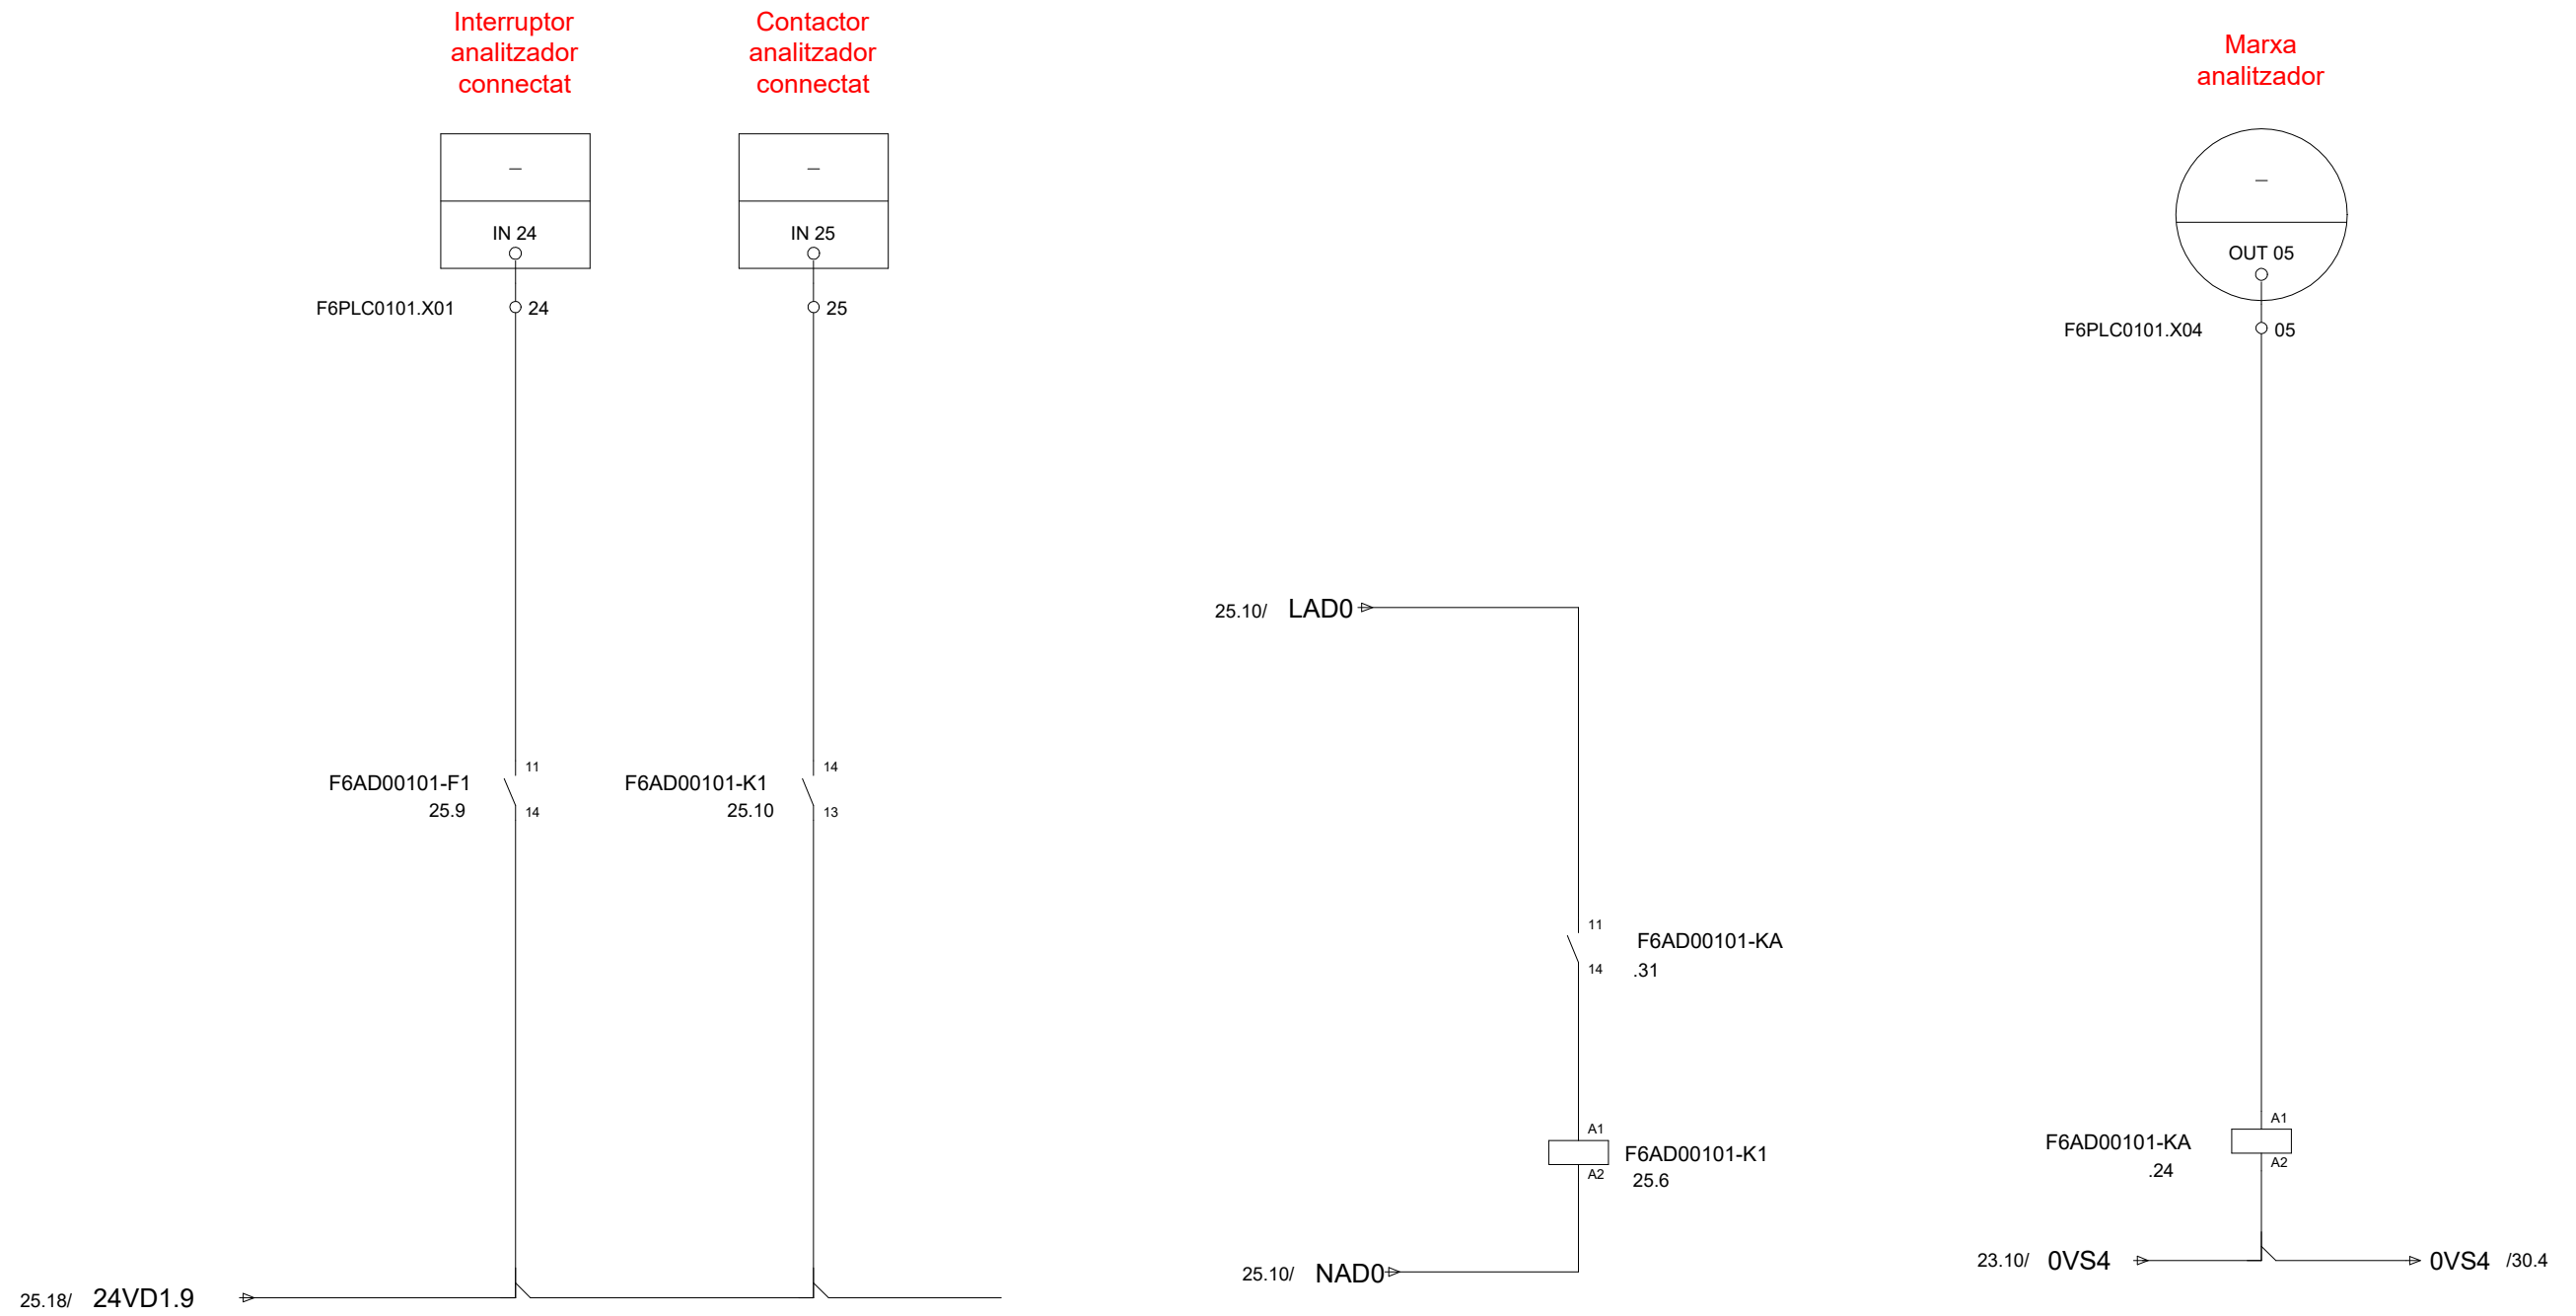 Interruptor
analitzador
connectat
Contactor
analitzador
connectat
Marxa
analitzador
–
IN 24
–
IN 25
–
OUT 05
F6PLC0101.X01
24
25
F6PLC0101.X04
05
25.10/ LAD0
F6AD00101-F1
25.9
11
14
F6AD00101-K1
25.10
14
13
11
14
F6AD00101-KA
.31
A1
A2
F6AD00101-K1
25.6
F6AD00101-KA
.24
A1
A2
25.18/ 24VD1.9
25.10/ NAD0
23.10/ 0VS4
0VS4 /30.4